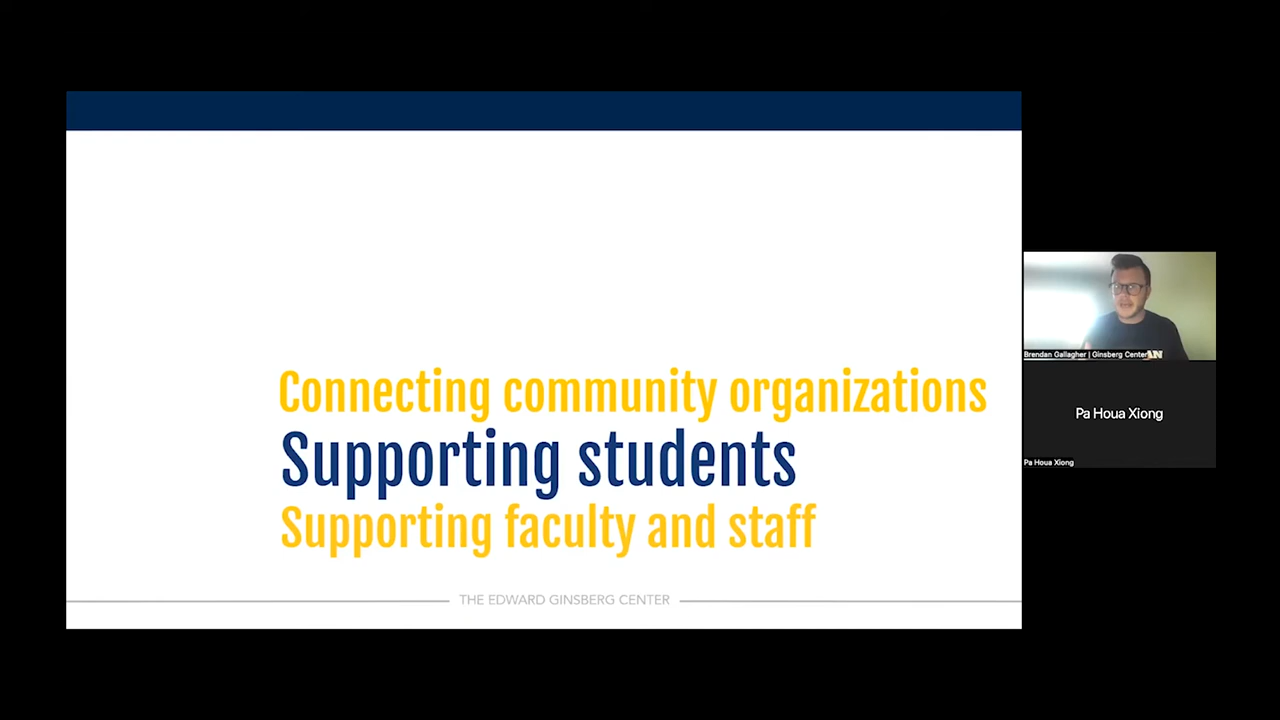 Connecting community organizations
Supporting students
Supporting faculty and staff
THE EDWARD GINSBERG CENTER
Brendan Gallagher | Ginsberg Center
AN
Pa Houa Xiong
Pa Houa Xiong